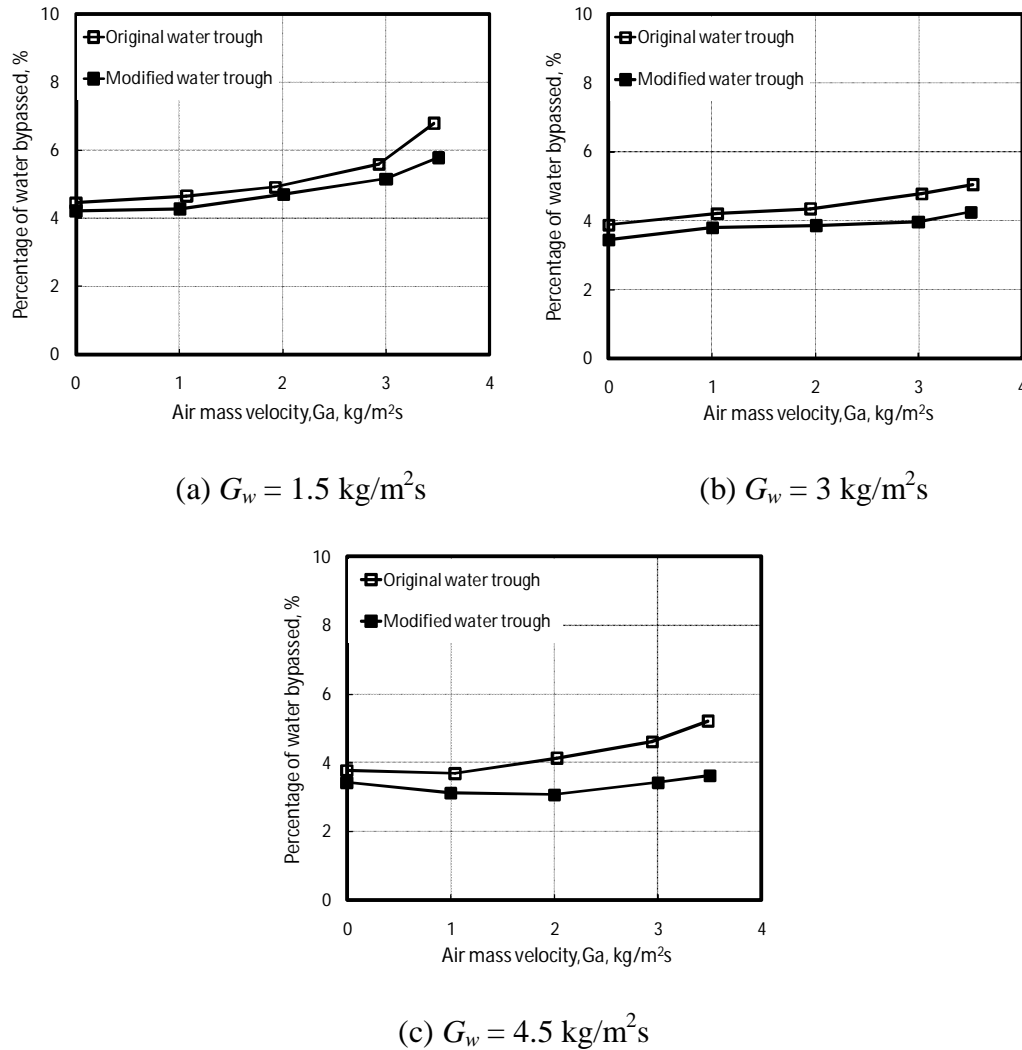 10
Original water trough
Modified water trough
8
6
4
2
0
Percentage of water bypassed, %
0 1 2 3 4
Air mass velocity,Ga, kg/m²s
(a) G_w = 1.5 kg/m²s
10
Original water trough
Modified water trough
8
6
4
2
0
Percentage of water bypassed, %
0 1 2 3 4
Air mass velocity,Ga, kg/m²s
(b) G_w = 3 kg/m²s
10
Original water trough
Modified water trough
8
6
4
2
0
Percentage of water bypassed, %
0 1 2 3 4
Air mass velocity,Ga, kg/m²s
(c) G_w = 4.5 kg/m²s